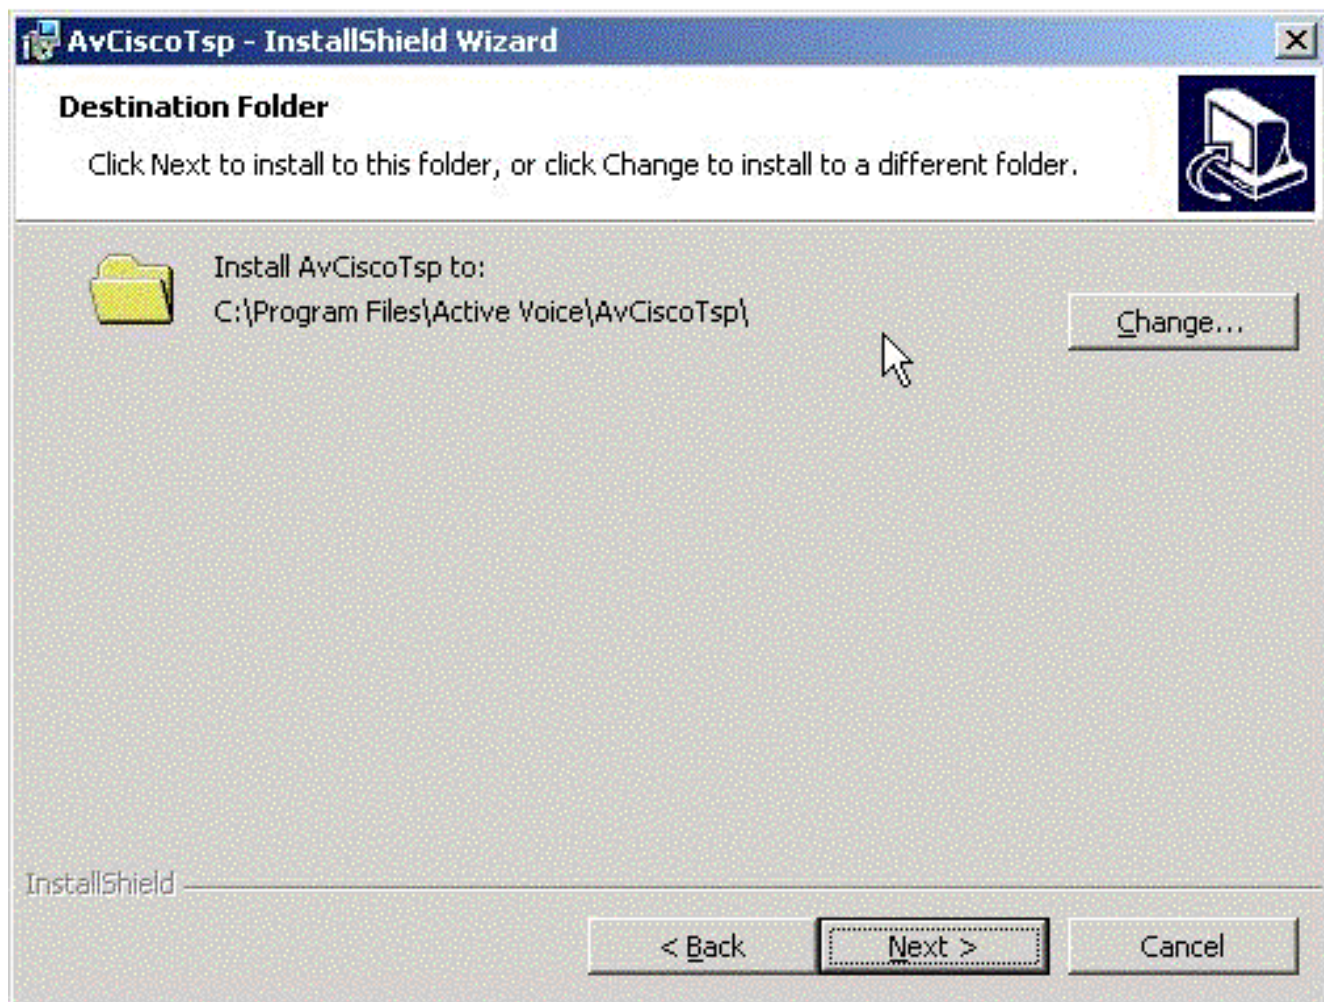 AvCiscoTsp - InstallShield Wizard
Destination Folder
Click Next to install to this folder, or click Change to install to a different folder.
Install AvCiscoTsp to:
C:\Program Files\Active Voice\AvCiscoTsp\
Change...
InstallShield
< Back
Next >
Cancel